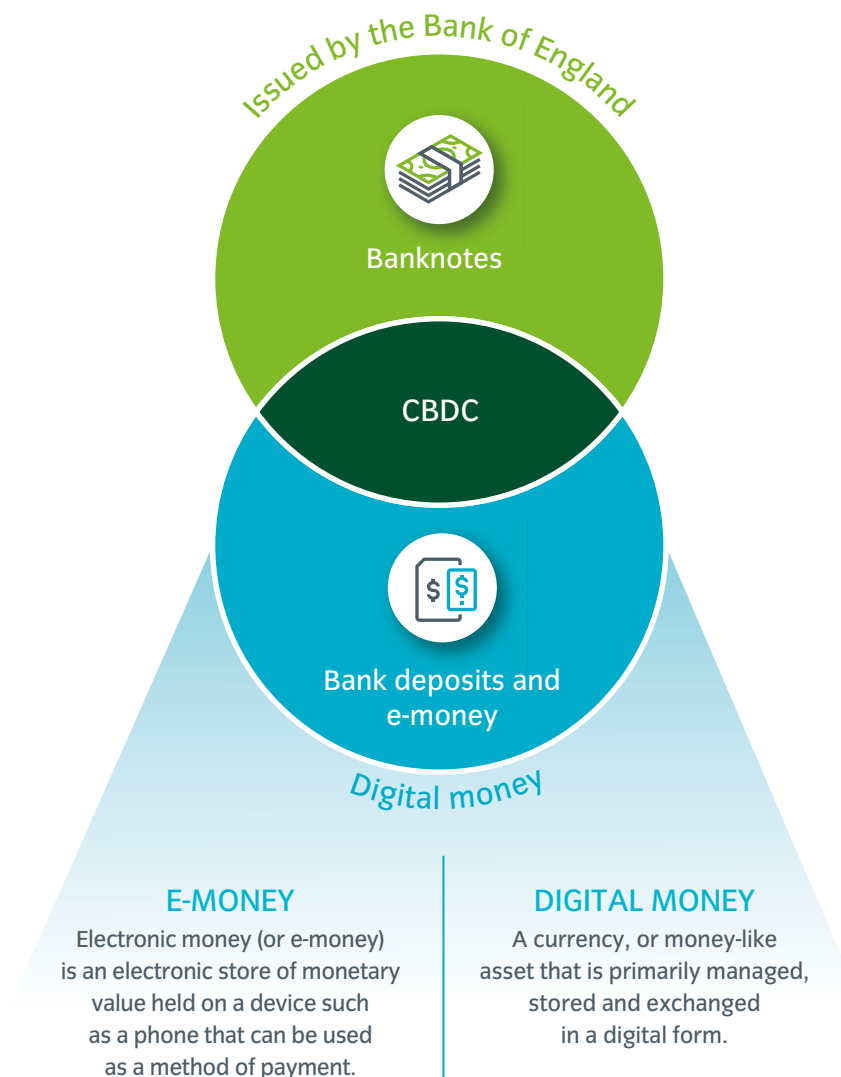 Issued by the Bank of England
Banknotes
CBDC
$ $
Bank deposits and
e-money
Digital money
E-MONEY
Electronic money (or e-money)
is an electronic store of monetary
value held on a device such
as a phone that can be used
as a method of payment.
DIGITAL MONEY
A currency, or money-like
asset that is primarily managed,
stored and exchanged
in a digital form.